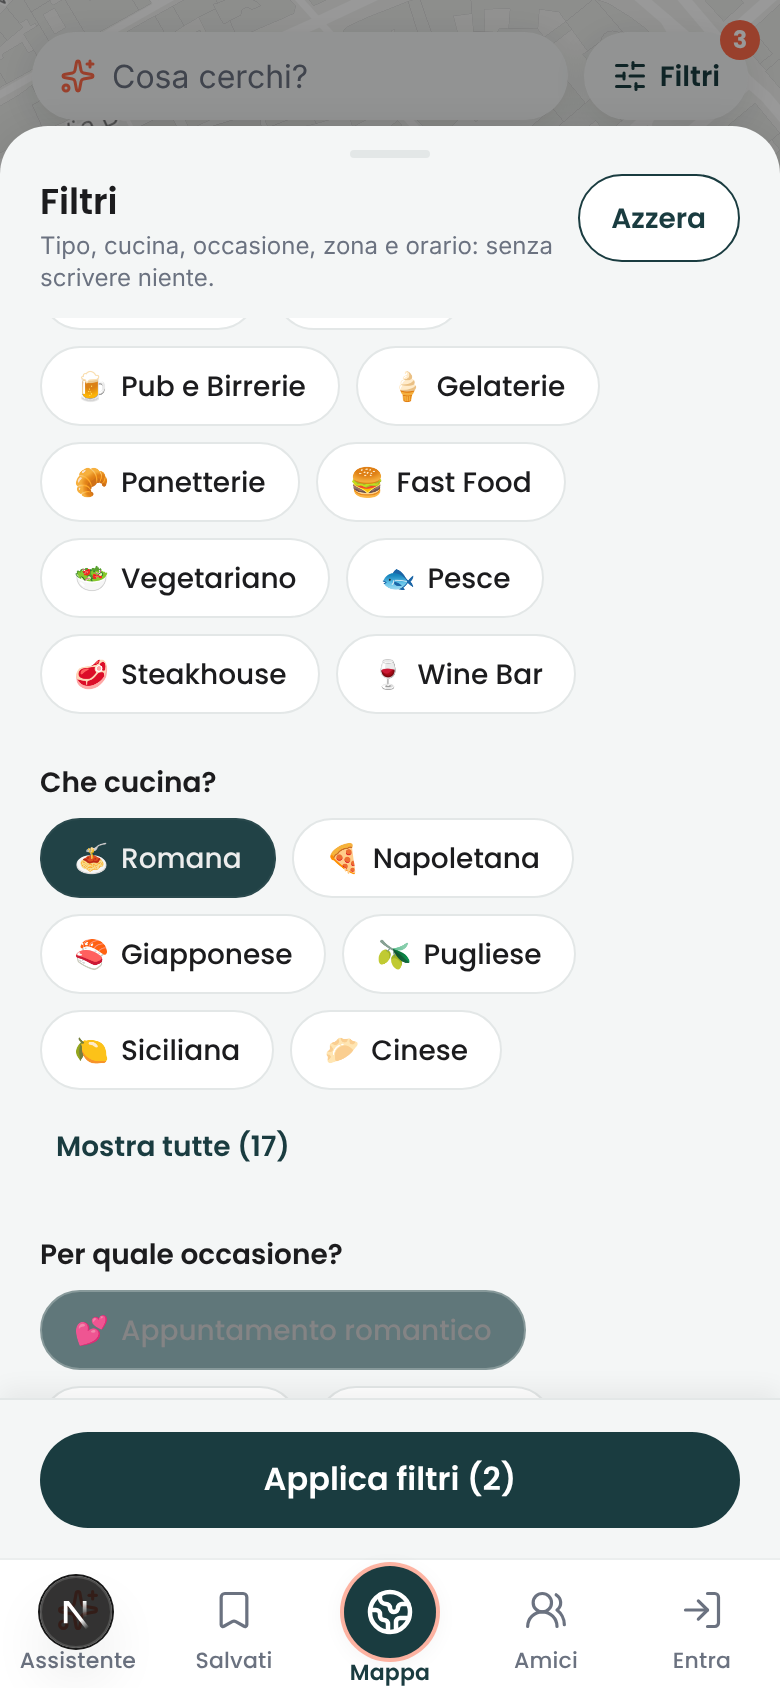 Cosa cerchi?
Filtri
3
Filtri
Azzera
Tipo, cucina, occasione, zona e orario: senza
scrivere niente.
Pub e Birrerie
Gelaterie
Panetterie
Fast Food
Vegetariano
Pesce
Steakhouse
Wine Bar
Che cucina?
Romana
Napoletana
Giapponese
Pugliese
Siciliana
Cinese
Mostra tutte (17)
Per quale occasione?
Appuntamento romantico
Applica filtri (2)
N
Assistente
Salvati
Mappa
Amici
Entra